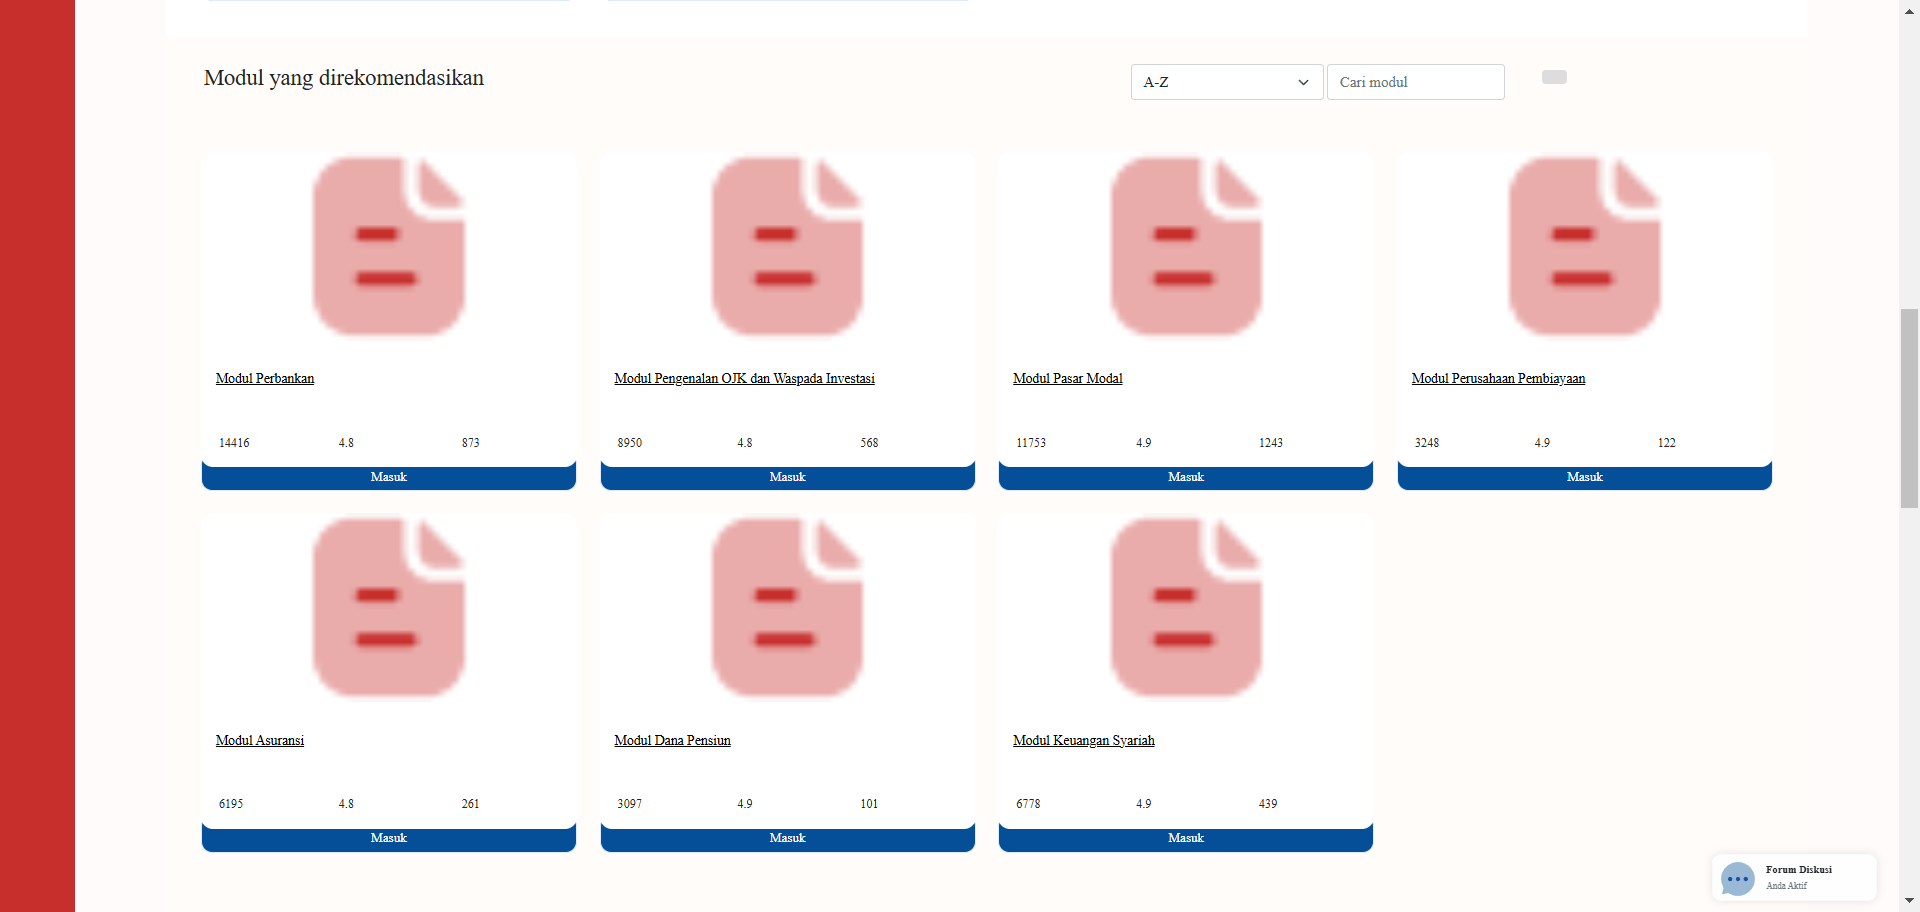 Modul yang direkomendasikan
A-Z
Cari modul
Modul Perbankan
14416 4.8 873
Masuk
Modul Pengenalan OJK dan Waspada Investasi
8950 4.8 568
Masuk
Modul Pasar Modal
11753 4.9 1243
Masuk
Modul Perusahaan Pembiayaan
3248 4.9 122
Masuk
Modul Asuransi
6195 4.8 261
Masuk
Modul Dana Pensiun
3097 4.9 101
Masuk
Modul Keuangan Syariah
6778 4.9 439
Masuk
Forum Diskusi
Anda Aktif